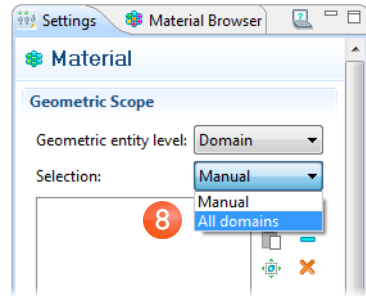 Settings Material Browser
Material
Geometric Scope
Geometric entity level: Domain
Selection: Manual
Manual
8 All domains